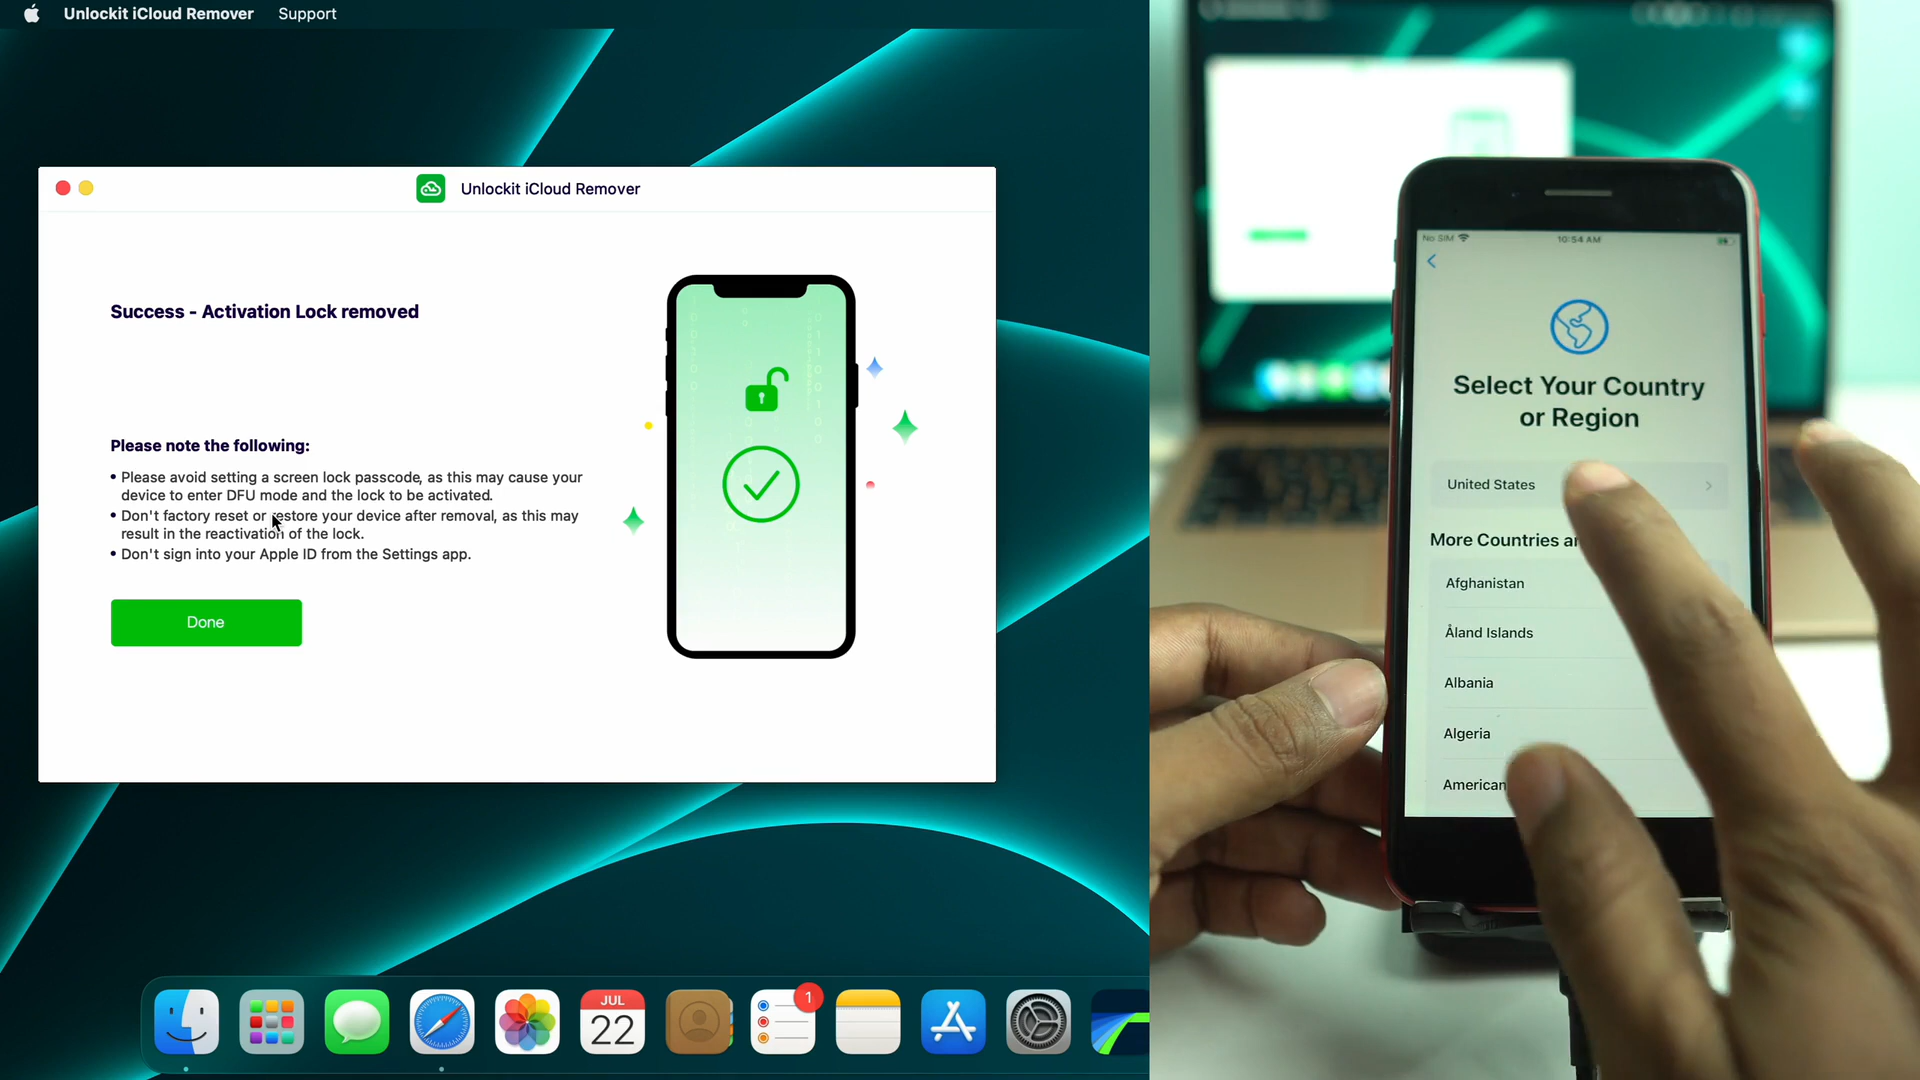 Unlockit iCloud Remover Support
Unlockit iCloud Remover
Success - Activation Lock removed
Please note the following:
• Please avoid setting a screen lock passcode, as this may cause your
device to enter DFU mode and the lock to be activated.
• Don't factory reset or restore your device after removal, as this may
result in the reactivation of the lock.
• Don't sign into your Apple ID from the Settings app.
Done
JUL
22
1
No SIM 10:54 AM
Select Your Country
or Region
United States
More Countries
Afghanistan
Åland Islands
Albania
Algeria
American